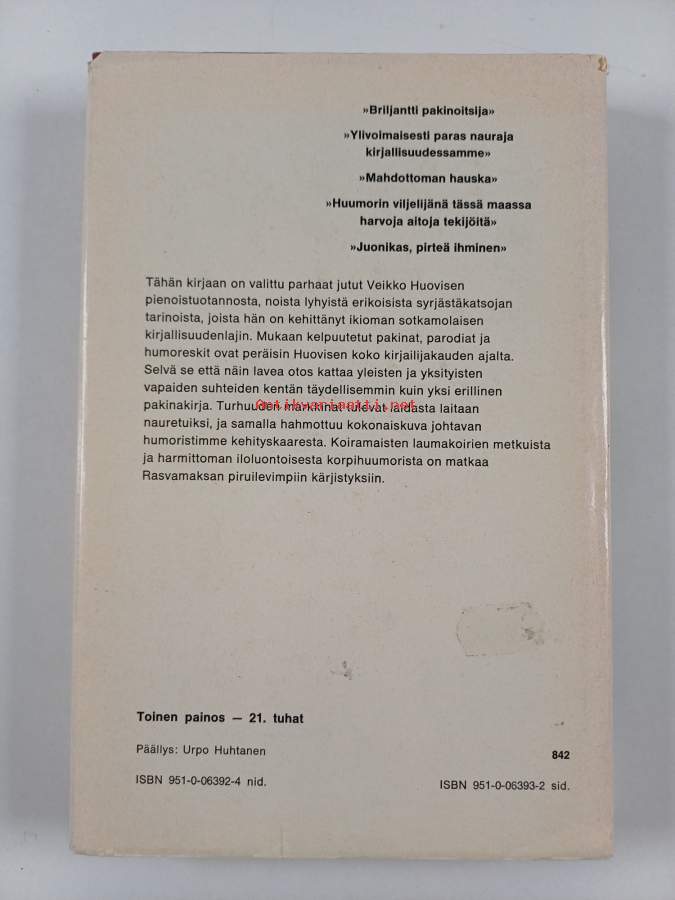 »Briljantti pakinoitsija»
»Ylivoimaisesti paras nauraja
kirjallisuudessamme»
»Mahdottoman hauska»
»Huumorin viljelijänä tässä maassa
harvoja aitoja tekijöitä»
»Juonikas, pirteä ihminen»
Tähän kirjaan on valittu parhaat jutut Veikko Huovisen
pienoistuotannosta, noista lyhyistä erikoisista syrjästäkatsojan
tarinoista, joista hän on kehittänyt ikioman sotkamolaisen
kirjallisuudenlajin. Mukaan kelpuutetut pakinat, parodiat ja
humoreskit ovat peräisin Huovisen koko kirjailijakauden ajalta.
Selvä se että näin lavea otos kattaa yleisten ja yksityisten
vapaiden suhteiden kentän täydellisemmin kuin yksi erillinen
pakinakirja. Turhuuden markkinat tulevat laidasta laitaan
Antikvariaatti.net
nauretuiksi, ja samalla hahmottuu kokonaiskuva johtavan
humoristimme kehityskaaresta. Koiramaisten laumakoirien metkuista
ja harmittoman iloluontoisesta korpihuumorista on matkaa
Rasvamaksan piruilevimpiin kärjistyksiin.
Toinen painos — 21. tuhat
Päällys: Urpo Huhtanen
842
ISBN 951-0-06392-4 nid.
ISBN 951-0-06393-2 sid.